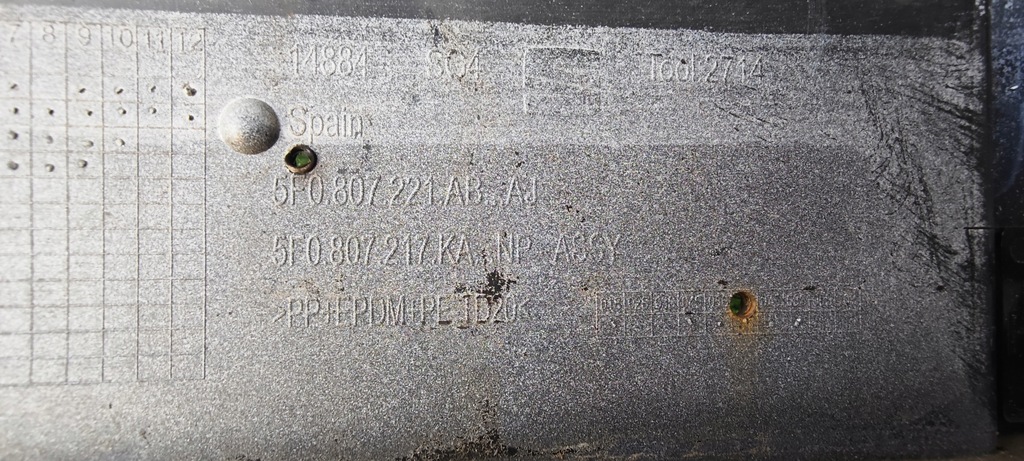 7 8 9 10 11 12
14884 SO4 Tool 2714
Spain
5F0.807.221.AB AJ
5F0.807.217.KA NP ASSY
>PP+EPDM+PE TD20<